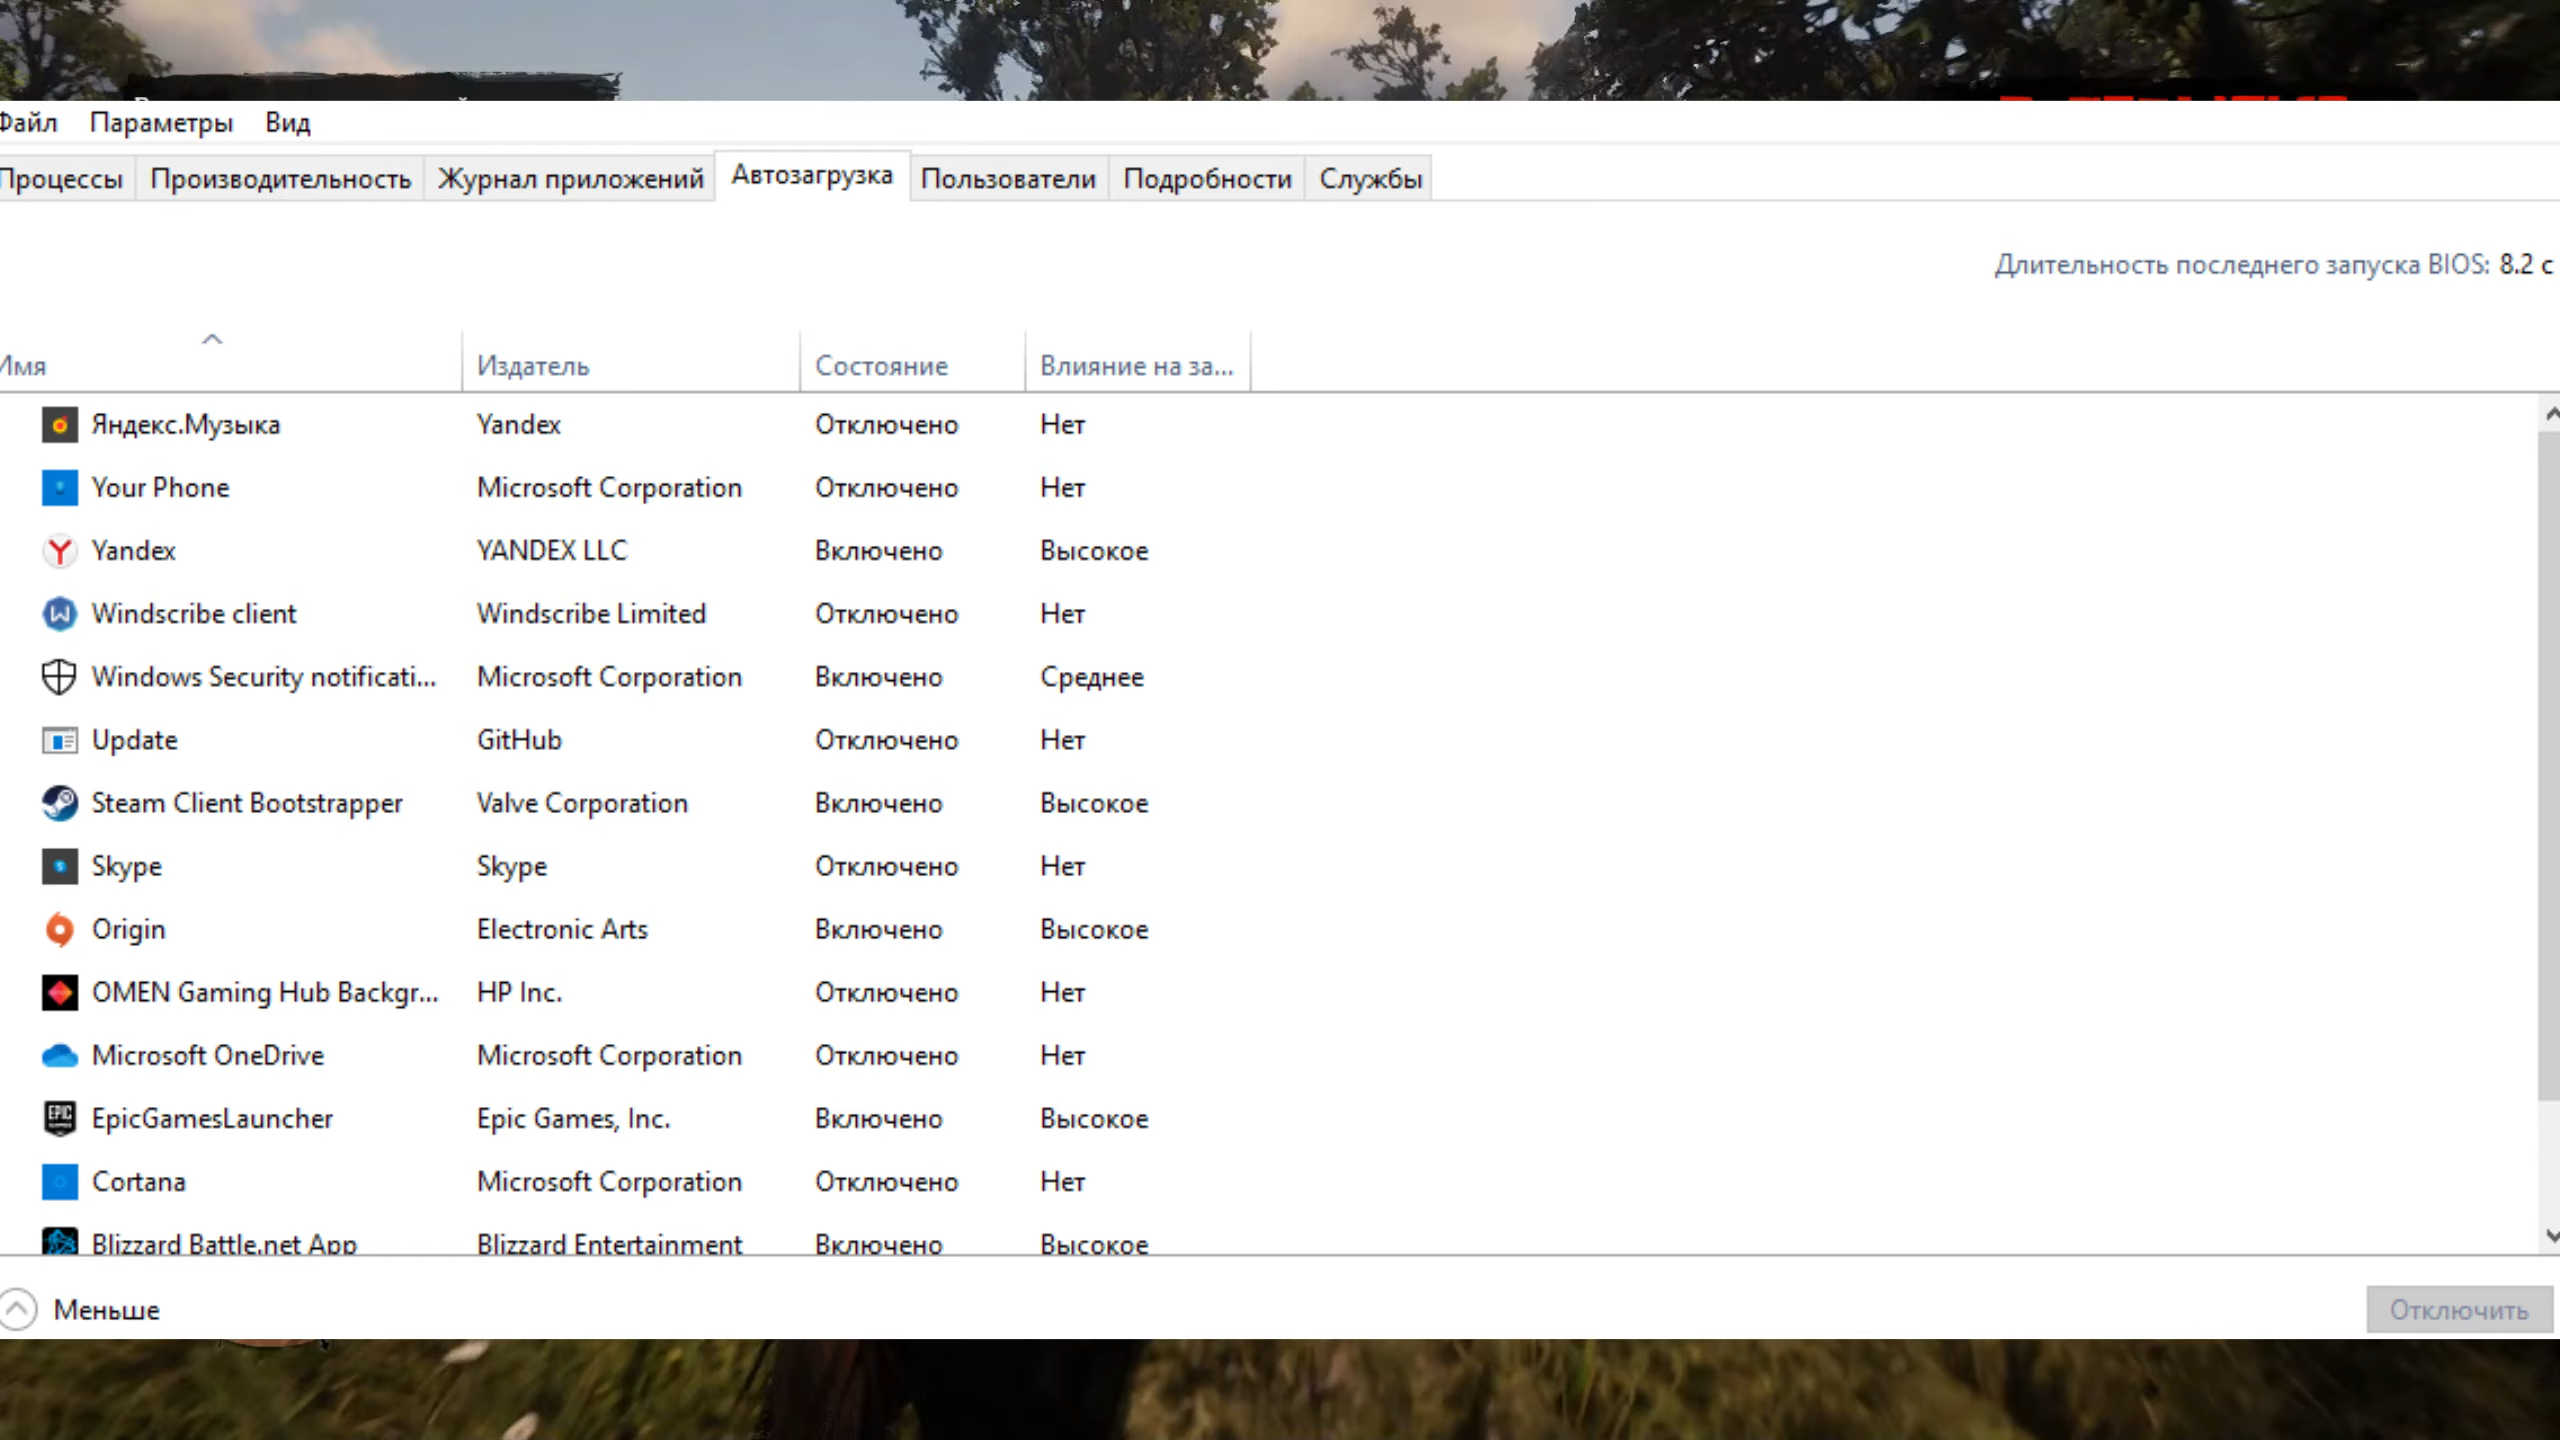 Файл Параметры Вид
Процессы Производительность Журнал приложений Автозагрузка Пользователи Подробности Службы
Длительность последнего запуска BIOS: 8.2 с
Имя Издатель Состояние Влияние на за...
Яндекс.Музыка Yandex Отключено Нет
Your Phone Microsoft Corporation Отключено Нет
Yandex YANDEX LLC Включено Высокое
Windscribe client Windscribe Limited Отключено Нет
Windows Security notificati... Microsoft Corporation Включено Среднее
Update GitHub Отключено Нет
Steam Client Bootstrapper Valve Corporation Включено Высокое
Skype Skype Отключено Нет
Origin Electronic Arts Включено Высокое
OMEN Gaming Hub Backgr... HP Inc. Отключено Нет
Microsoft OneDrive Microsoft Corporation Отключено Нет
EpicGamesLauncher Epic Games, Inc. Включено Высокое
Cortana Microsoft Corporation Отключено Нет
Blizzard Battle.net App Blizzard Entertainment Включено Высокое
Меньше Отключить